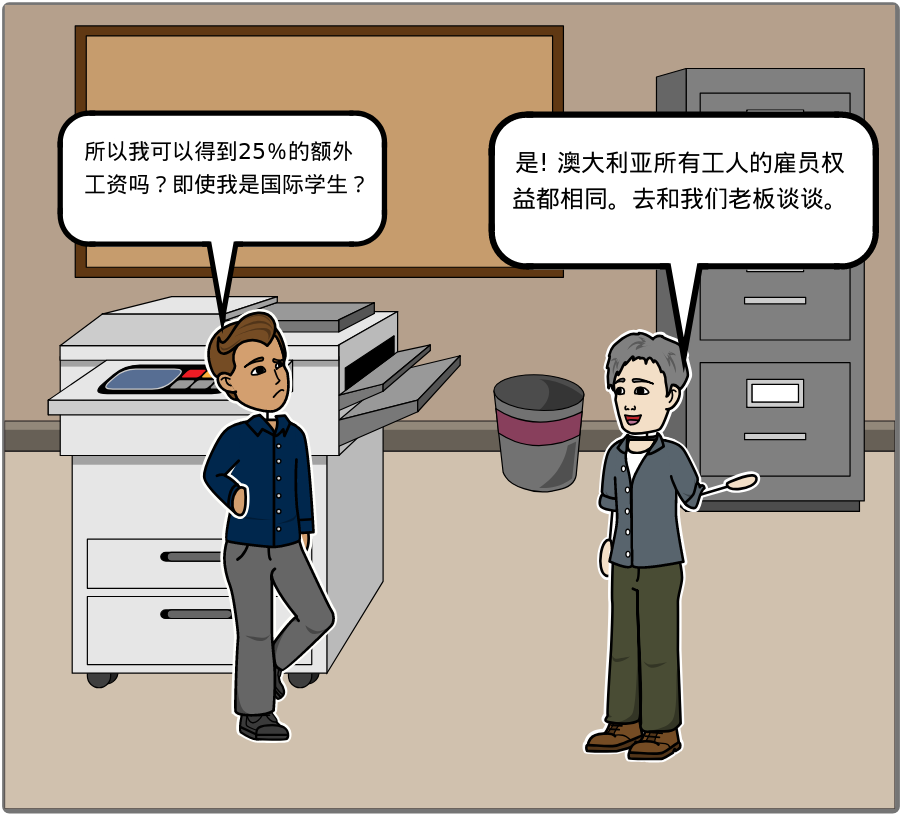 所以我可以得到25%的额外
工资吗？即使我是国际学生？
是! 澳大利亚所有工人的雇员权
益都相同。去和我们老板谈谈。